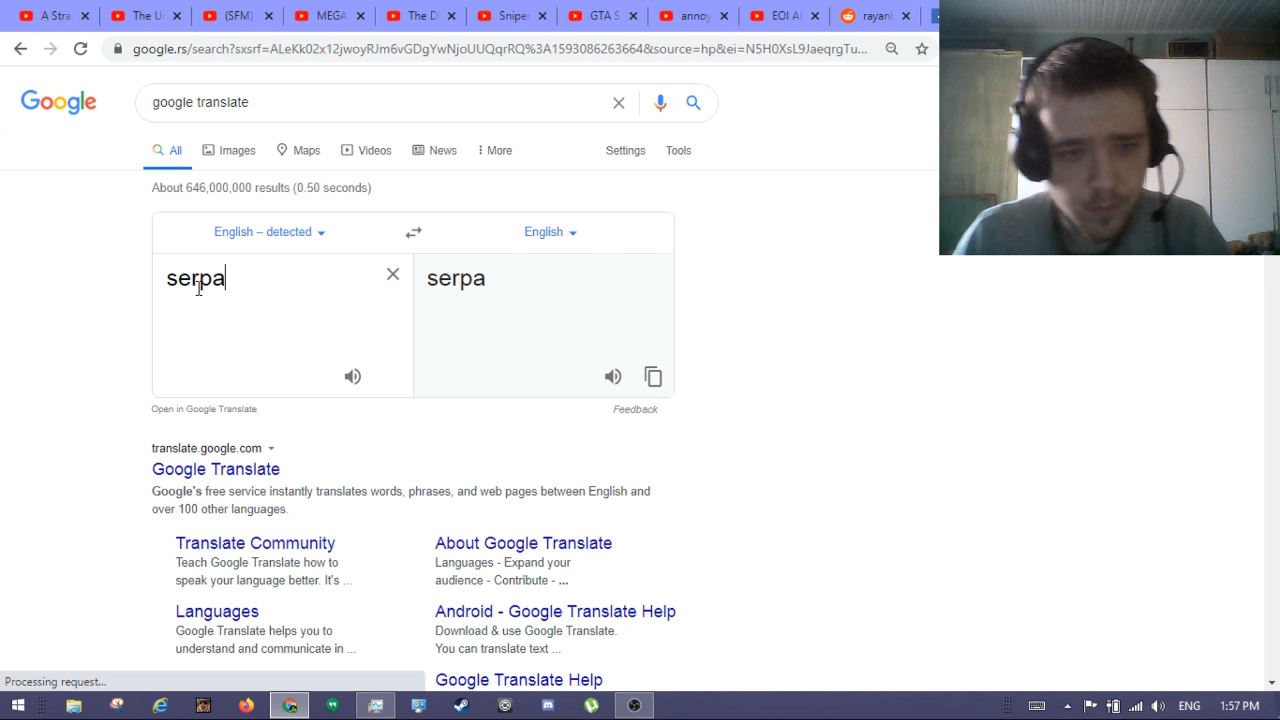 A Stra
The U
(SFM)
MEGA
The D
Sniper
GTA S
annoy
EOI Al
rayanl
google.rs/search?sxsrf=ALeKk02x12jwoyRJm6vGDgYwNjoUUQqrRQ%3A1593086263664&source=hp&ei=N5H0XsL9JaeqrgTu...
Google
google translate
All Images Maps Videos News More Settings Tools
About 646,000,000 results (0.50 seconds)
English – detected English
serpa serpa
Open in Google Translate Feedback
translate.google.com
Google Translate
Google's free service instantly translates words, phrases, and web pages between English and
over 100 other languages.
Translate Community
Teach Google Translate how to
speak your language better. It's ...
About Google Translate
Languages - Expand your
audience - Contribute - ...
Languages
Google Translate helps you to
understand and communicate in ...
Android - Google Translate Help
Download & use Google Translate.
You can translate text ...
Google Translate Help
Processing request...
ENG 1:57 PM